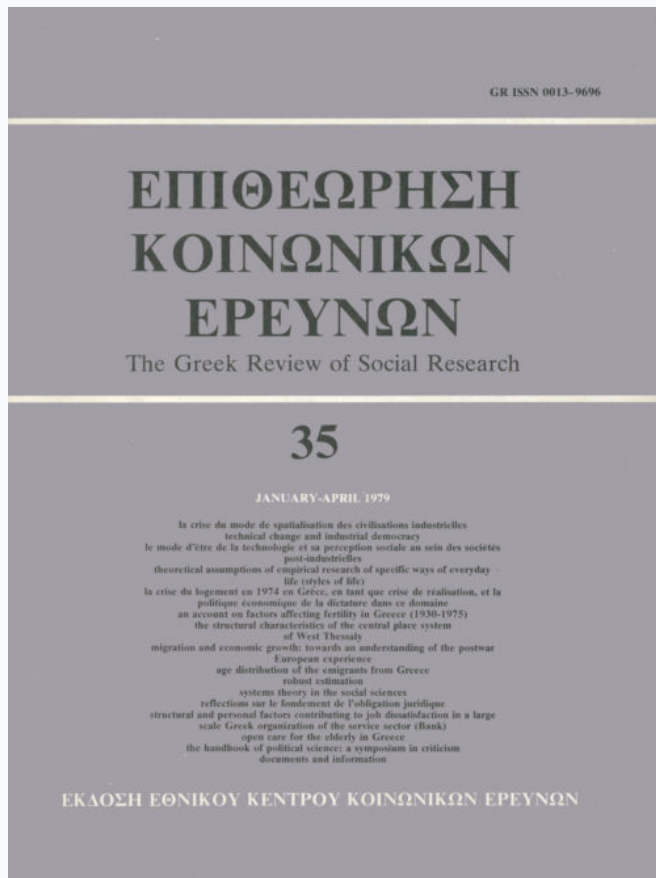 GR ISSN 0013-9696
ΕΠΙΘΕΩΡΗΣΗ
ΚΟΙΝΩΝΙΚΩΝ
ΕΡΕΥΝΩΝ
The Greek Review of Social Research
35
JANUARY-APRIL 1979
la crise du mode de spatialisation des civilisations industrielles
technical change and industrial democracy
le mode d'être de la technologie et sa perception sociale au sein des sociétés
post-industrielles
theoretical assumptions of empirical research of specific ways of everyday
life (styles of life)
la crise du logement en 1974 en Grèce, en tant que crise de réalisation, et la
politique économique de la dictature dans ce domaine
an account on factors affecting fertility in Greece (1930-1975)
the structural characteristics of the central place system
of West Thessaly
migration and economic growth: towards an understanding of the postwar
European experience
age distribution of the emigrants from Greece
robust estimation
systems theory in the social sciences
reflections sur le fondement de l'obligation juridique
structural and personal factors contributing to job dissatisfaction in a large
scale Greek organization of the service sector (Bank)
open care for the elderly in Greece
the handbook of political science: a symposium in criticism
documents and information
ΕΚΔΟΣΗ ΕΘΝΙΚΟΥ ΚΕΝΤΡΟΥ ΚΟΙΝΩΝΙΚΩΝ ΕΡΕΥΝΩΝ